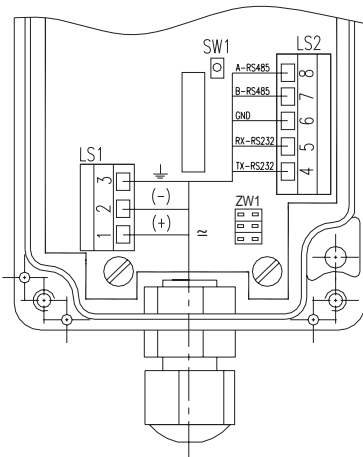 SW1
LS2
A-RS485
8
B-RS485
7
GND
6
RX-RS232
5
TX-RS232
4
LS1
3
2
(-)
1
(+)
≃
ZW1